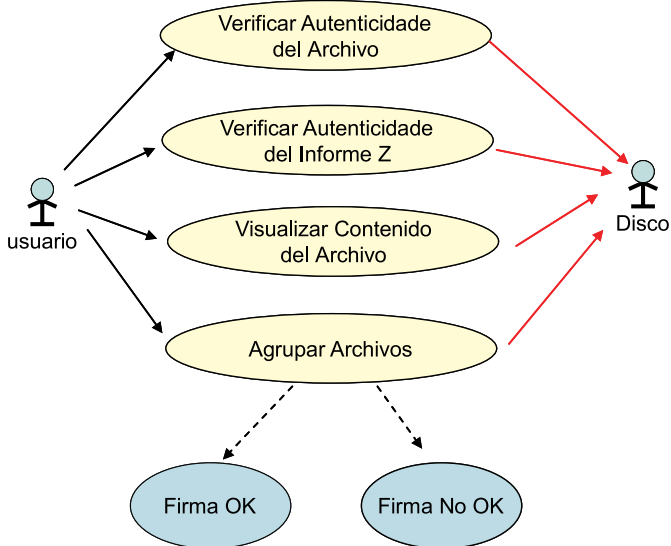 Verificar Autenticidade
del Archivo
Verificar Autenticidade
del Informe Z
usuario
Visualizar Contenido
del Archivo
Disco
Agrupar Archivos
Firma OK
Firma No OK